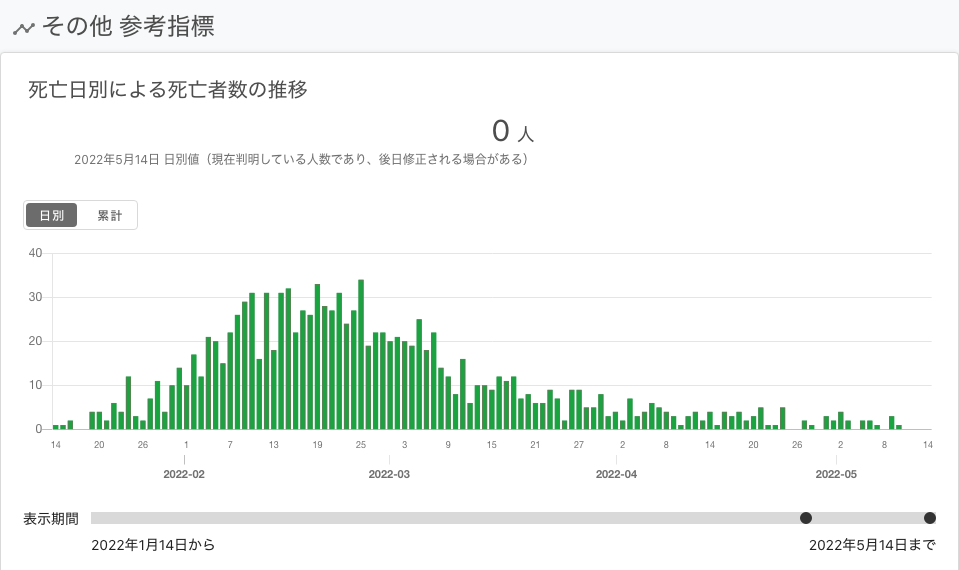 その他 参考指標
死亡日別による死亡者数の推移
0 人
2022年5月14日 日別値（現在判明している人数であり、後日修正される場合がある）
日別 累計
40
30
20
10
0
14 20 26 1 7 13 19 25 3 9 15 21 27 2 8 14 20 26 2 8 14
2022-02 2022-03 2022-04 2022-05
表示期間
2022年1月14日から 2022年5月14日まで